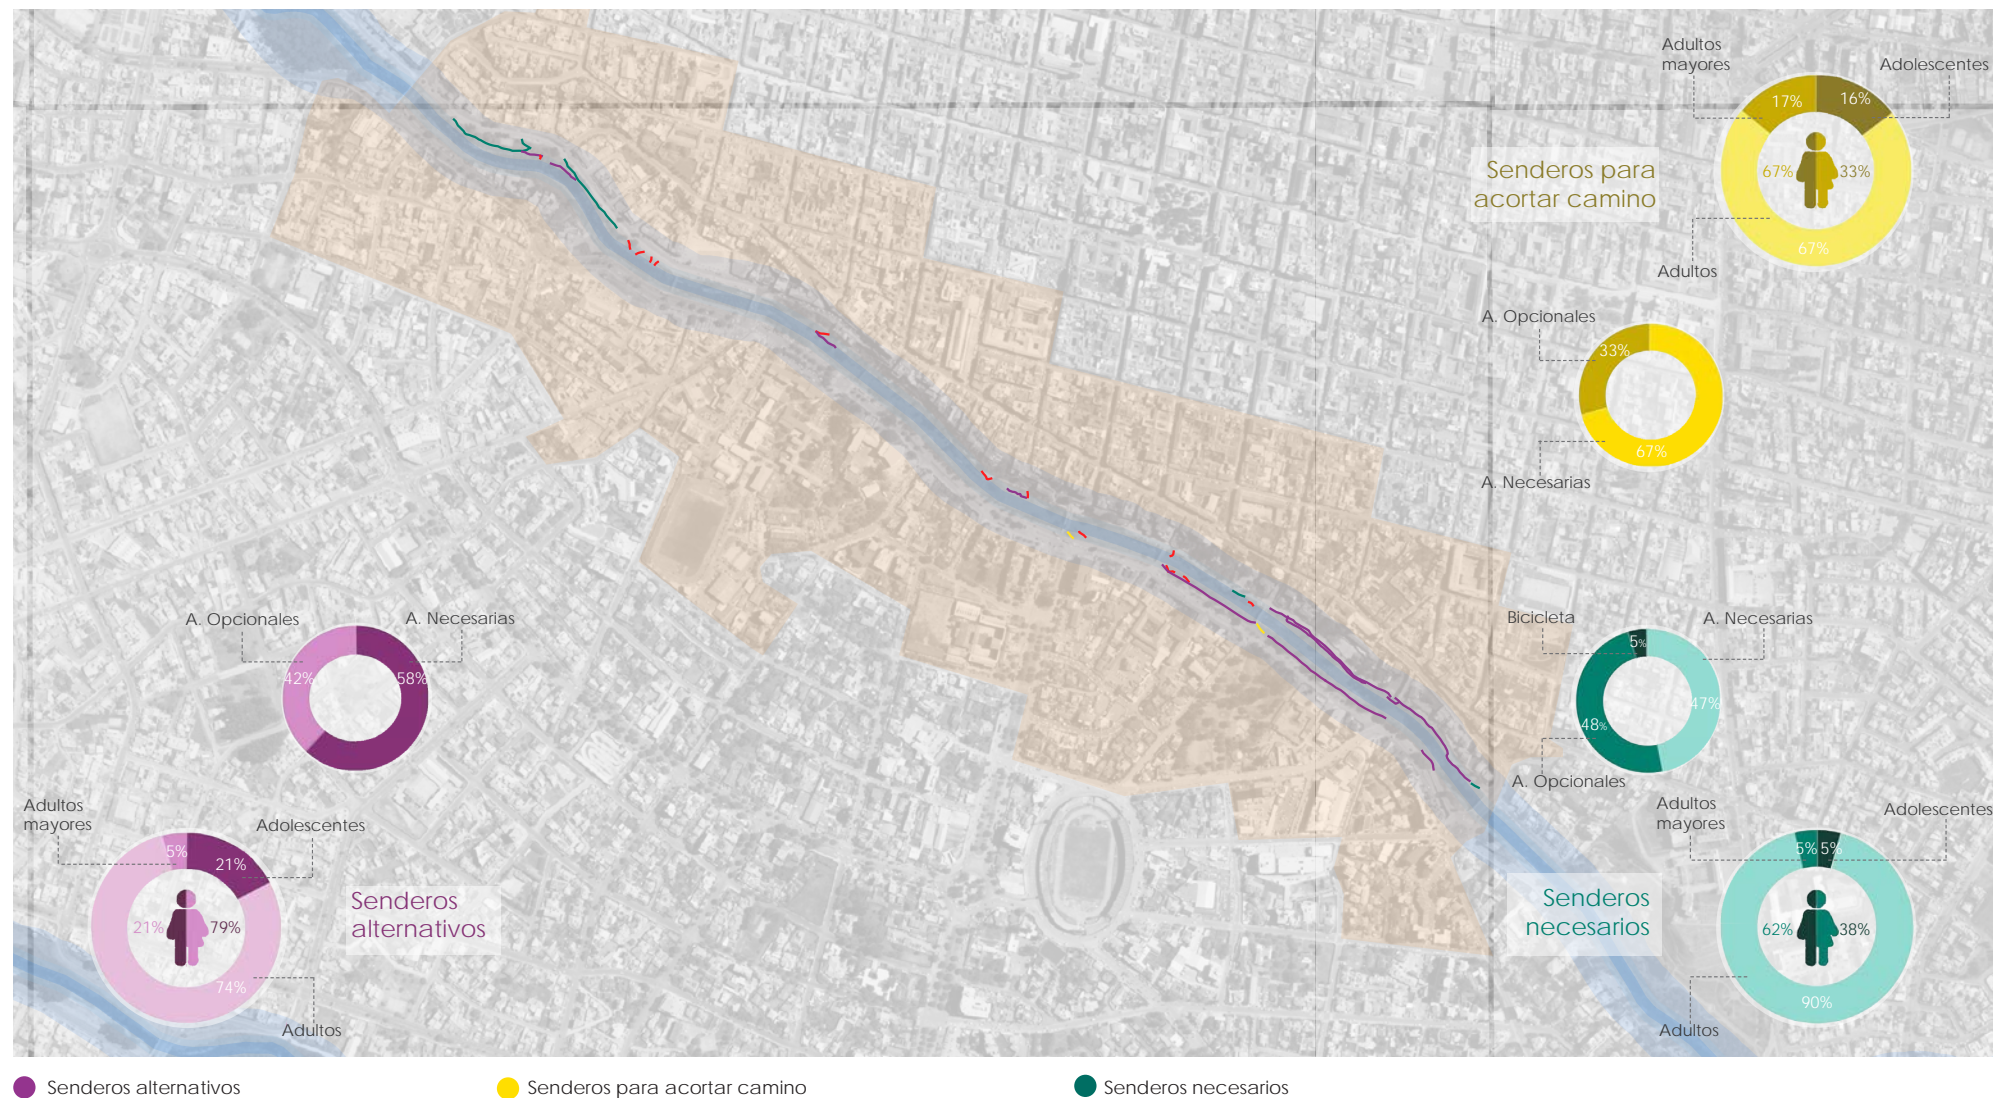 Adultos
mayores
Adolescentes
17%
16%
Senderos para
acortar camino
67%
33%
67%
Adultos
A. Opcionales
33%
67%
A. Necesarias
A. Opcionales
A. Necesarias
42%
58%
Bicicleta
A. Necesarias
5%
47%
48%
A. Opcionales
Adultos
mayores
Adolescentes
5%
21%
21%
79%
74%
Adultos
Senderos
alternativos
Adultos
mayores
Adolescentes
5%
5%
Senderos
necesarios
62%
38%
90%
Adultos
Senderos alternativos
Senderos para acortar camino
Senderos necesarios